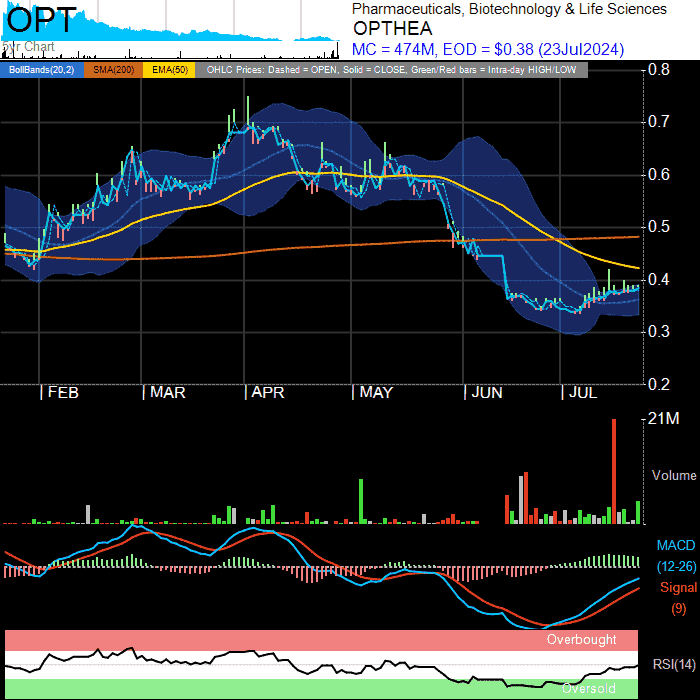 OPT
5yr Chart
Pharmaceuticals, Biotechnology & Life Sciences
OPTHEA
MC = 474M, EOD = $0.38 (23Jul2024)
BollBands(20,2) SMA(200) EMA(50) OHLC Prices: Dashed = OPEN, Solid = CLOSE, Green/Red bars = Intra-day HIGH/LOW
0.8
0.7
0.6
0.5
0.4
0.3
0.2
FEB MAR APR MAY JUN JUL
21M
Volume
MACD
(12-26)
Signal
(9)
Overbought
RSI(14)
Oversold